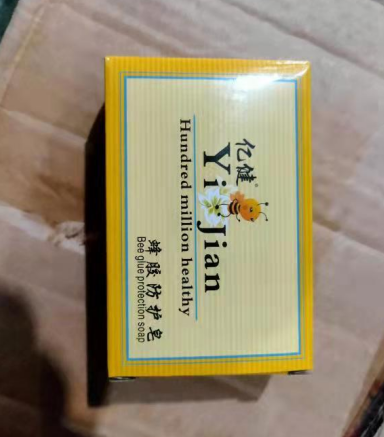 亿健®
Yi Jian
Hundred million healthy
蜂胶防护皂
Bee glue protection soap